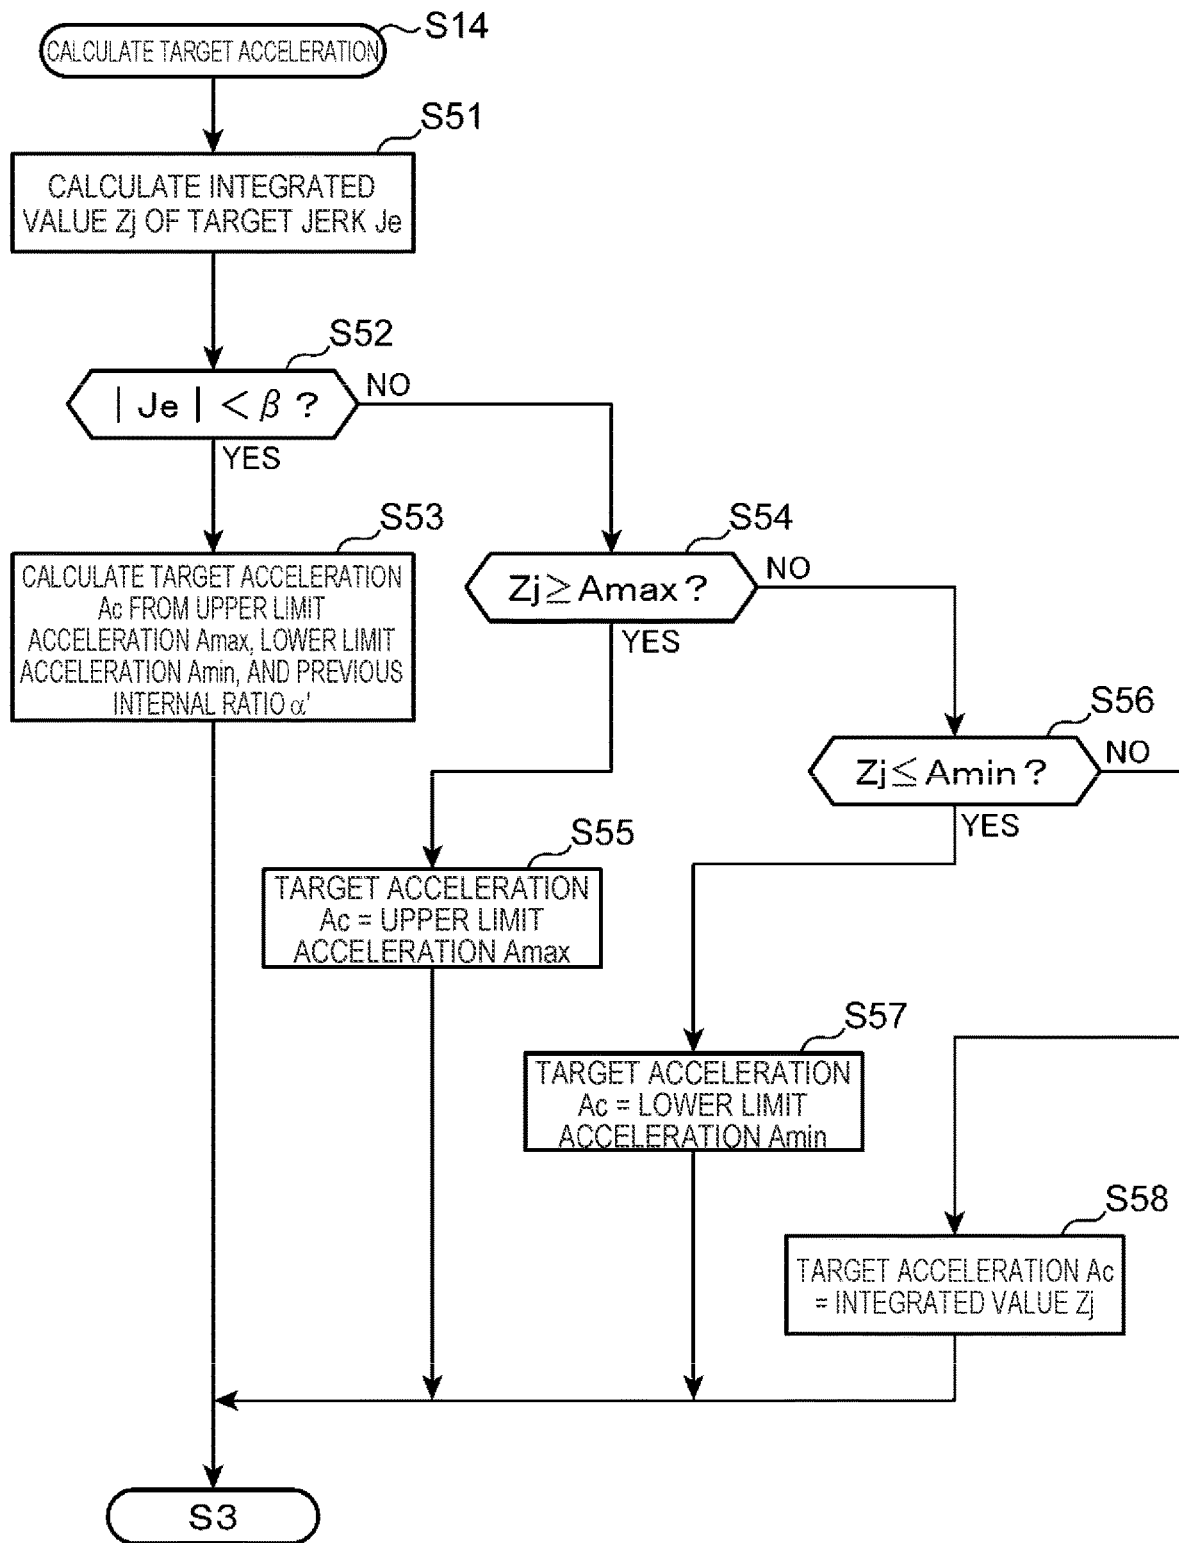 S14
CALCULATE TARGET ACCELERATION
S51
CALCULATE INTEGRATED
VALUE Zj OF TARGET JERK Je
S52
| Je | < β ?
NO
YES
S53
CALCULATE TARGET ACCELERATION
Ac FROM UPPER LIMIT
ACCELERATION Amax, LOWER LIMIT
ACCELERATION Amin, AND PREVIOUS
INTERNAL RATIO α'
S54
Zj ≧ Amax ?
NO
YES
S56
Zj ≦ Amin ?
NO
YES
S55
TARGET ACCELERATION
Ac = UPPER LIMIT
ACCELERATION Amax
S57
TARGET ACCELERATION
Ac = LOWER LIMIT
ACCELERATION Amin
S58
TARGET ACCELERATION Ac
= INTEGRATED VALUE Zj
S3